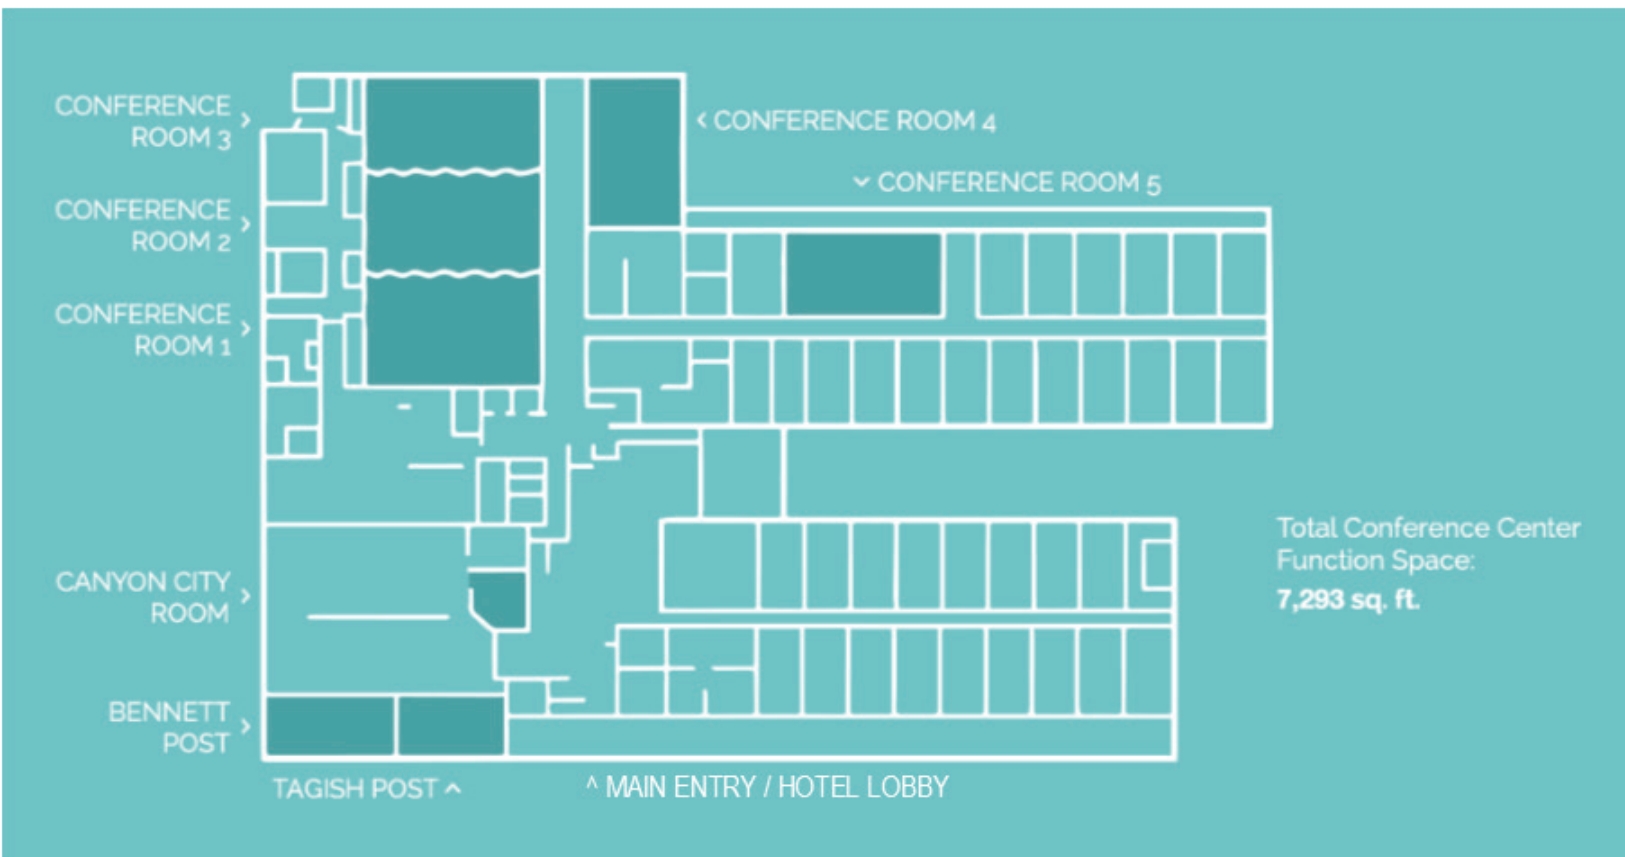 CONFERENCE
ROOM 3 >
< CONFERENCE ROOM 4
⌄ CONFERENCE ROOM 5
CONFERENCE
ROOM 2 >
CONFERENCE
ROOM 1 >
Total Conference Center
Function Space:
7,293 sq. ft.
CANYON CITY
ROOM >
BENNETT
POST >
TAGISH POST ^
^ MAIN ENTRY / HOTEL LOBBY